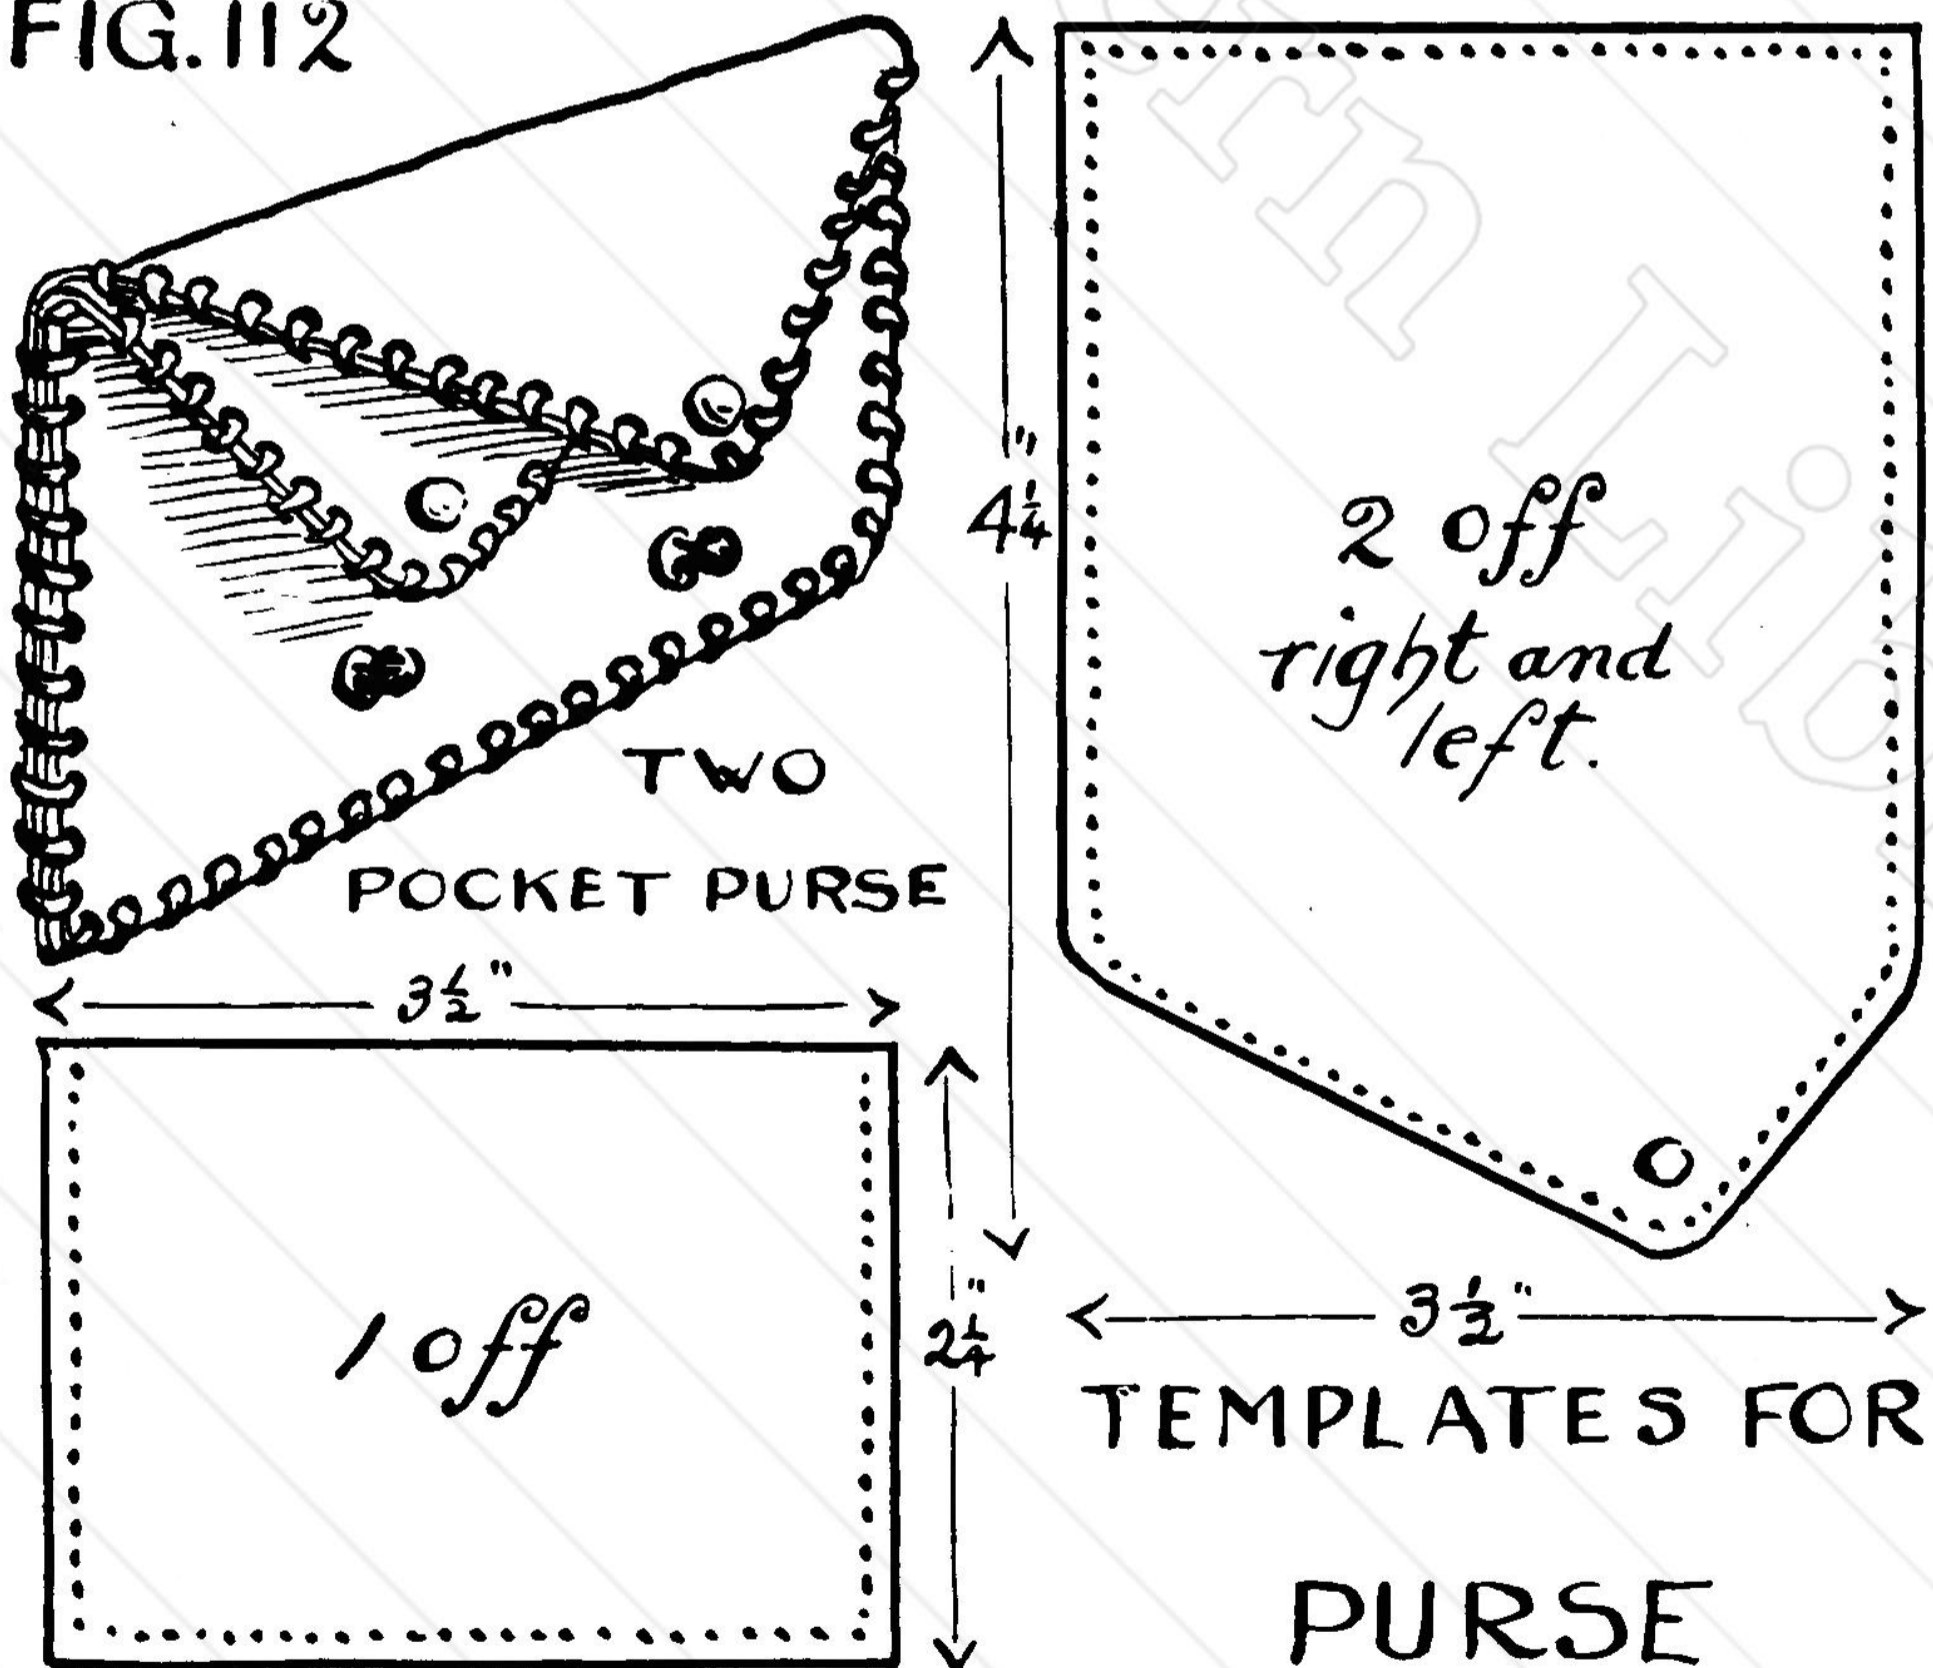 FIG. 112
TWO
POCKET PURSE
3½"
1 off
2¼"
4¼"
2 off
right and
left.
3½"
TEMPLATES FOR
PURSE